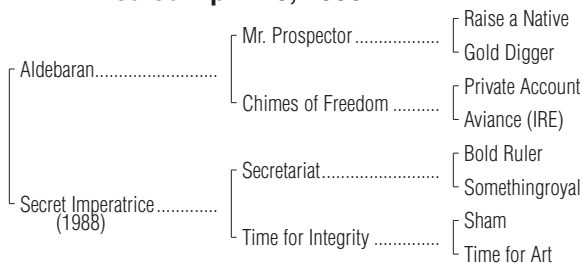 Raise a Native
Mr. Prospector ...................
Gold Digger
Aldebaran...........................
Private Account
Chimes of Freedom ..........
Aviance (IRE)
Bold Ruler
Secretariat..........................
Somethingroyal
Secret Imperatrice.............
(1988)
Sham
Time for Integrity ..............
Time for Art